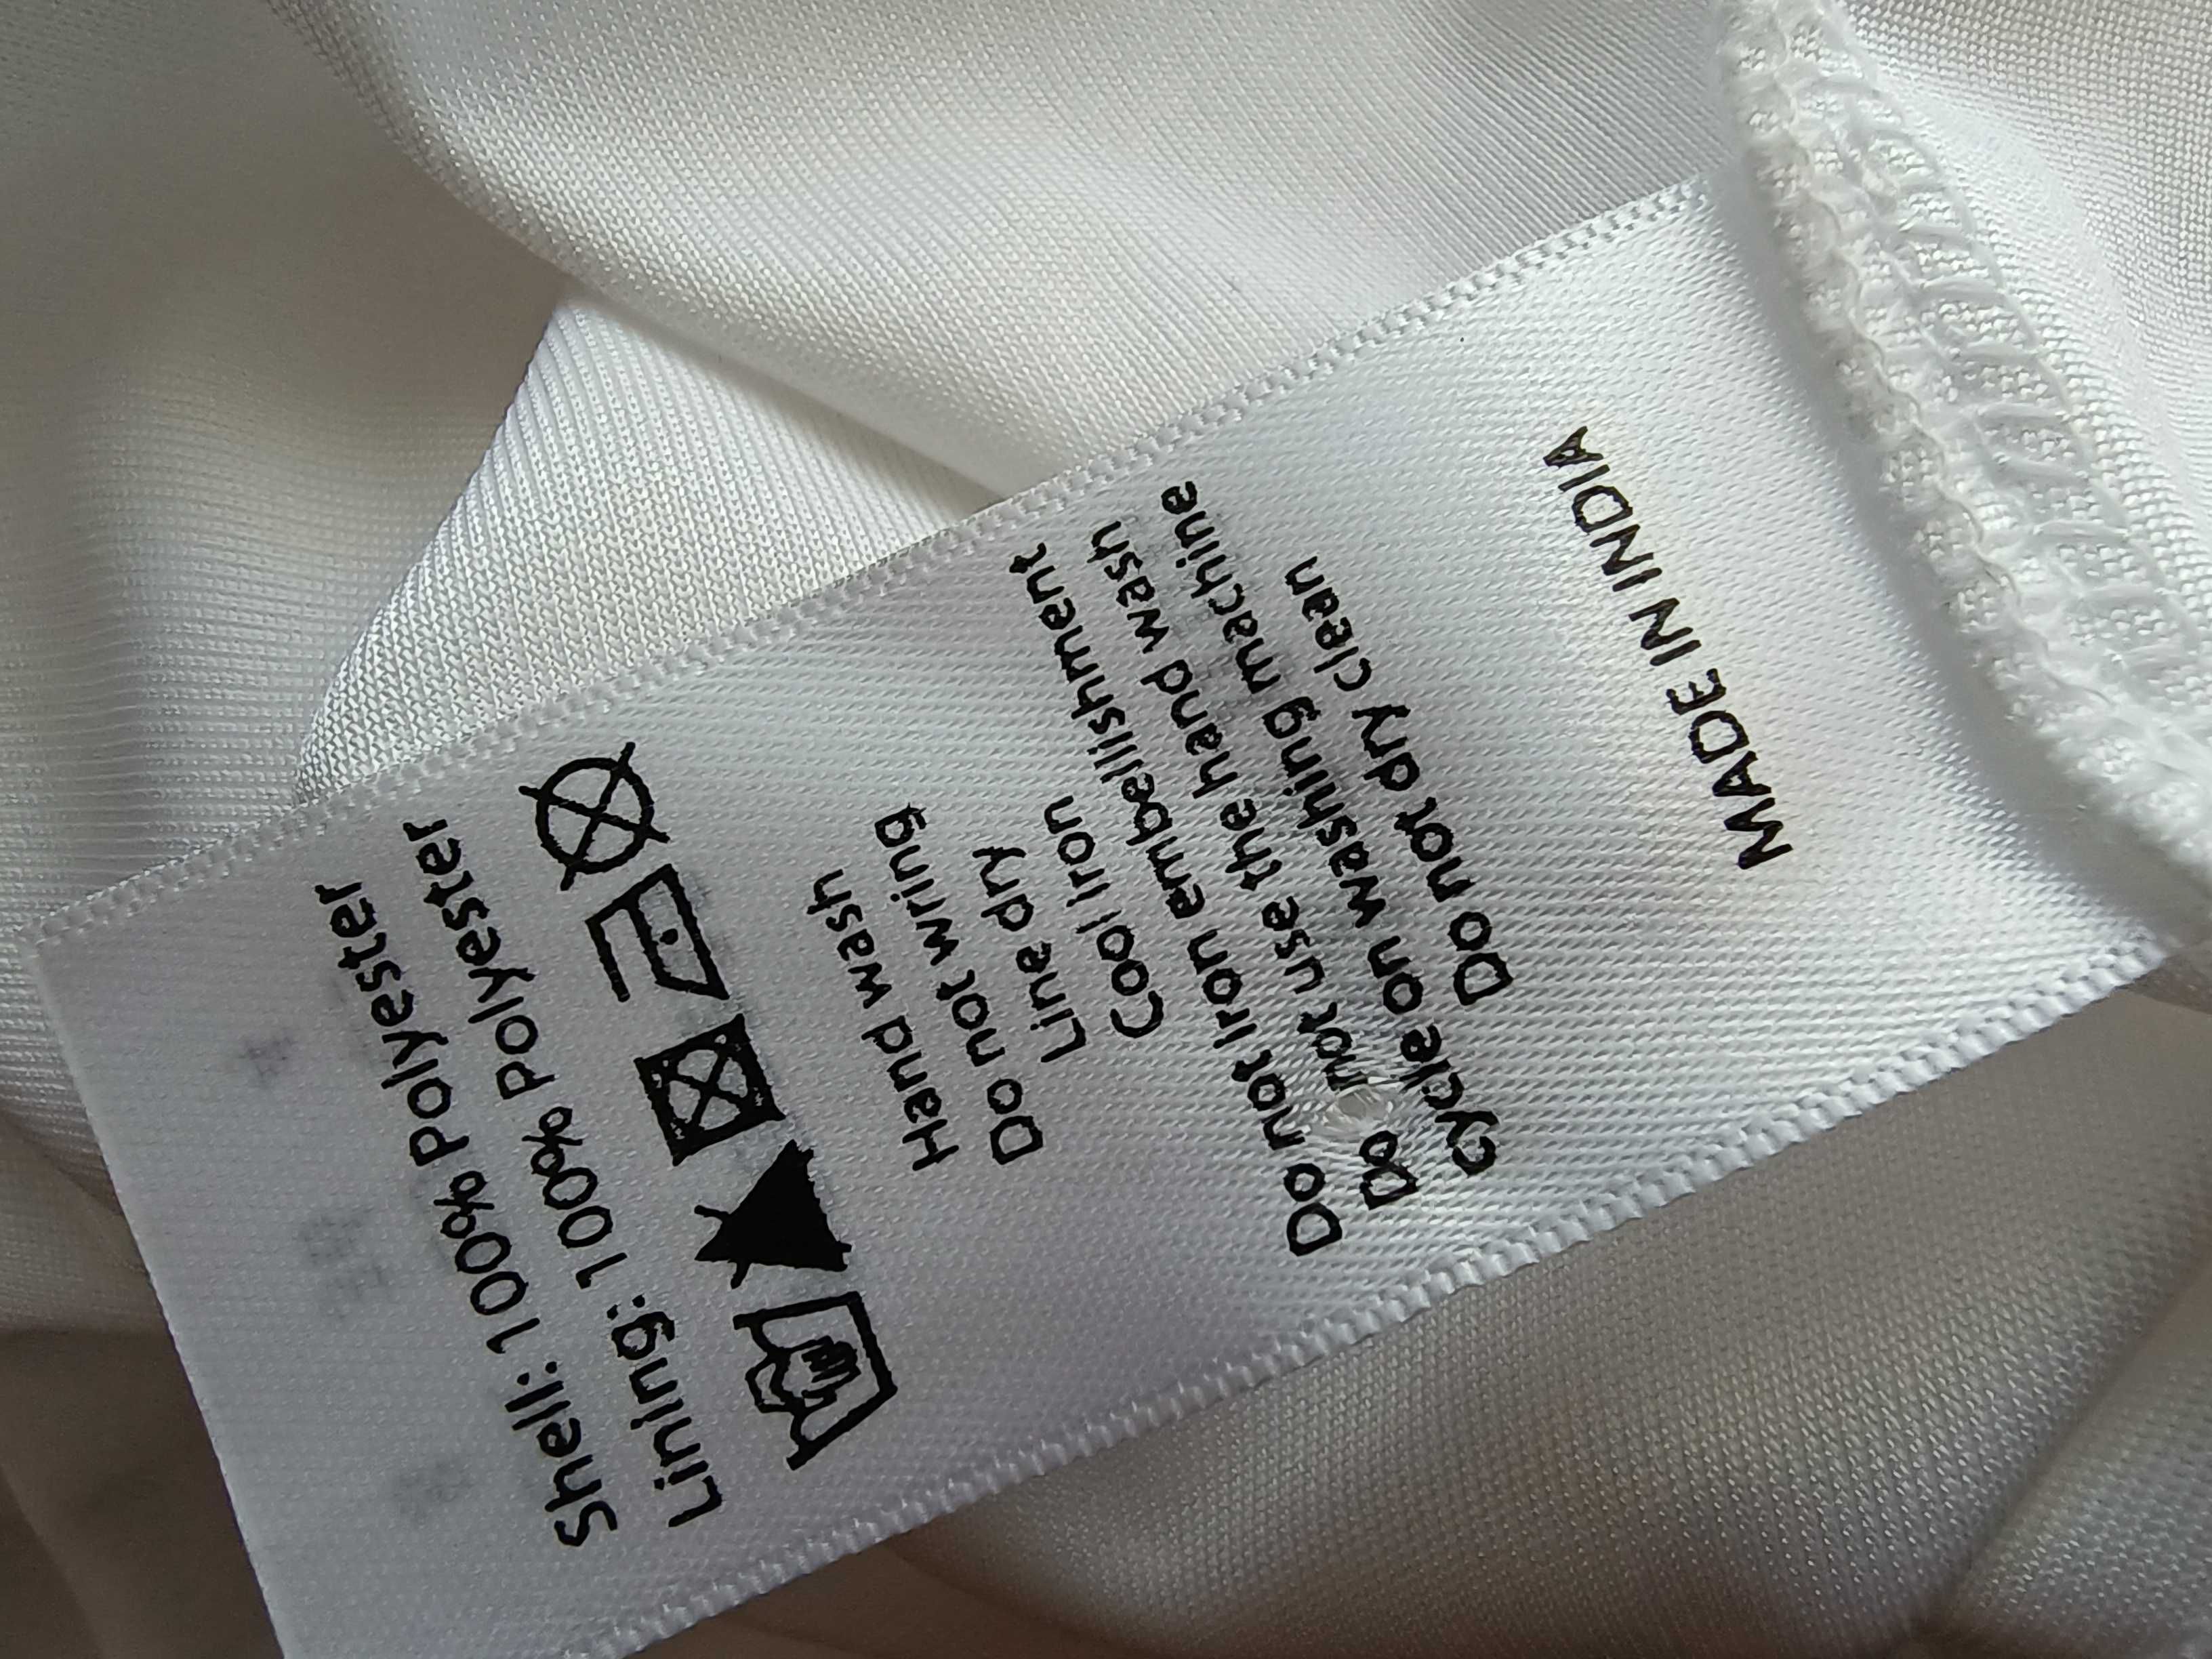 Shell: 100% Polyester
Lining: 100% Polyester
Hand wash
Do not wring
Line dry
Cool Iron
Do not Iron embellishment
Do not use the hand wash
cycle on washing machine
Do not dry clean
MADE IN INDIA